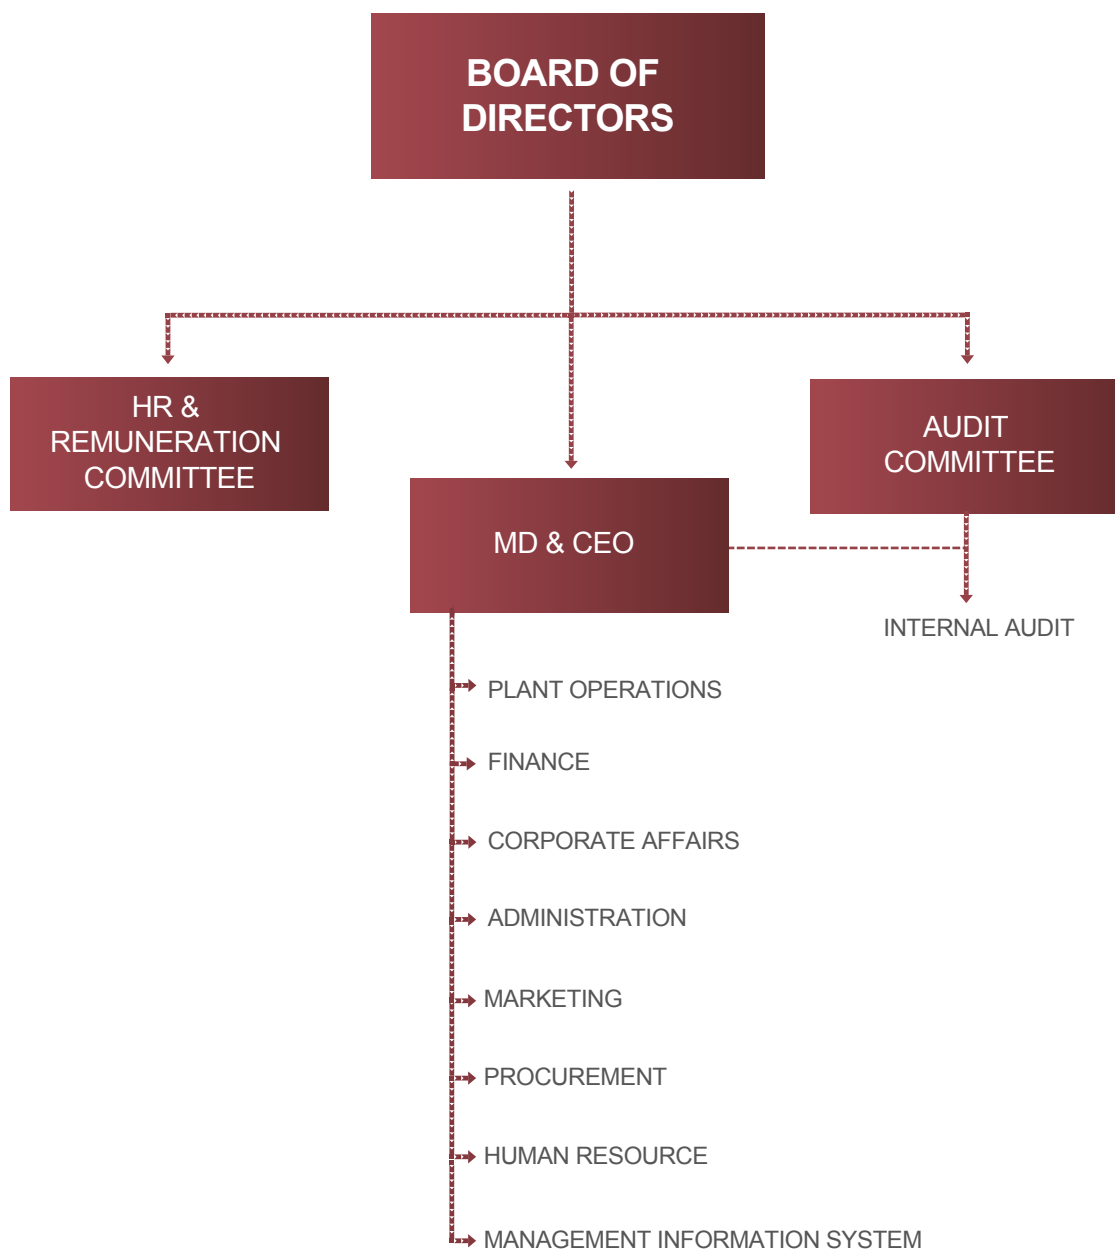 BOARD OF
DIRECTORS
HR &
REMUNERATION
COMMITTEE
AUDIT
COMMITTEE
MD & CEO
INTERNAL AUDIT
PLANT OPERATIONS
FINANCE
CORPORATE AFFAIRS
ADMINISTRATION
MARKETING
PROCUREMENT
HUMAN RESOURCE
MANAGEMENT INFORMATION SYSTEM